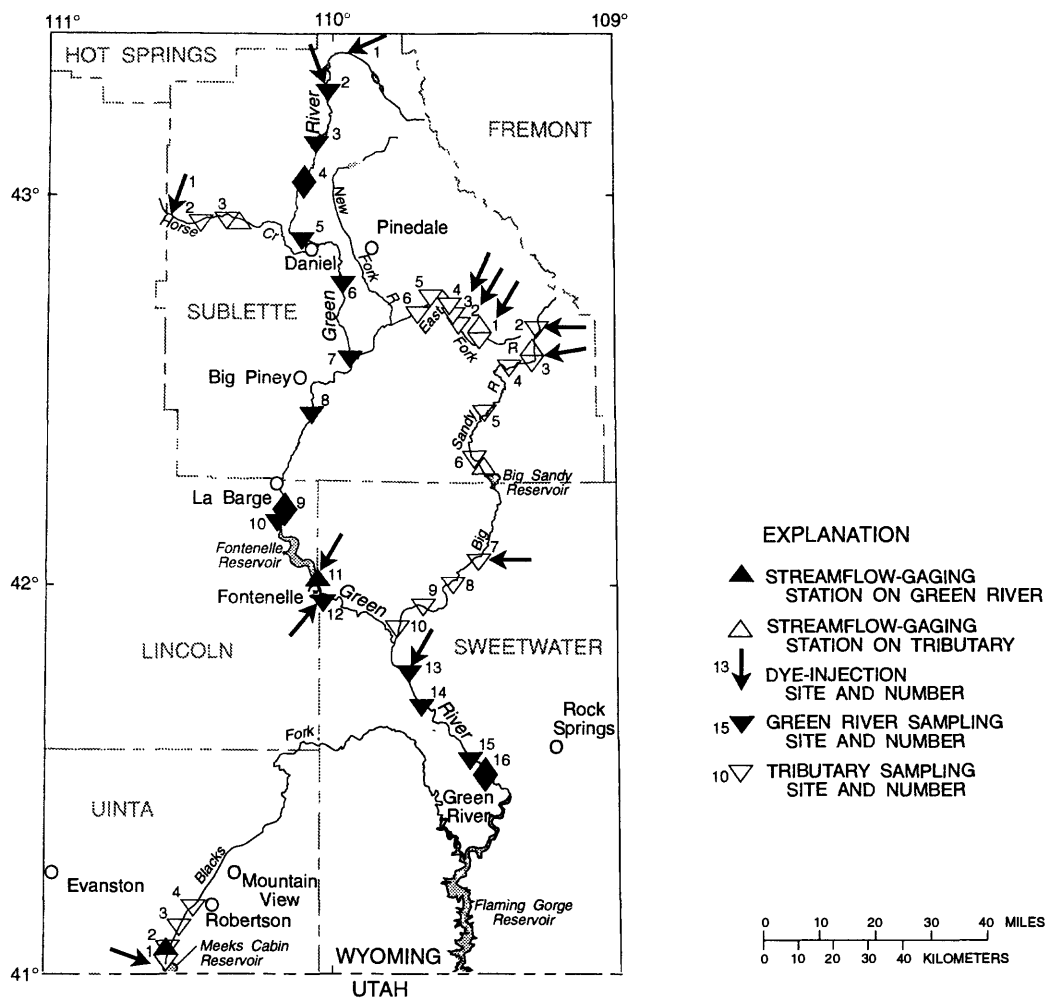 111°
110°
109°
HOT SPRINGS
1
2
River
3
FREMONT
4
43°
1
2
3
Horse
Cr
New
Fork
R
5
Pinedale
Daniel
6
5
4
3
2
1
6
East
Fork
R
2
3
4
SUBLETTE
Green
7
Big Piney
8
R
Sandy
5
6
Big Sandy
Reservoir
La Barge
9
10
Fontenelle
Reservoir
Big
7
11
42°
Fontenelle
12
Green
9
8
10
LINCOLN
SWEETWATER
13
14
River
Rock
Springs
Fork
15
16
Green
River
UINTA
Blacks
Evanston
Mountain
View
4
Robertson
3
2
1
Meeks Cabin
Reservoir
Flaming Gorge
Reservoir
WYOMING
41°
UTAH
EXPLANATION
STREAMFLOW-GAGING
STATION ON GREEN RIVER
STREAMFLOW-GAGING
STATION ON TRIBUTARY
13 DYE-INJECTION
SITE AND NUMBER
15 GREEN RIVER SAMPLING
SITE AND NUMBER
10 TRIBUTARY SAMPLING
SITE AND NUMBER
0 10 20 30 40 MILES
0 10 20 30 40 KILOMETERS